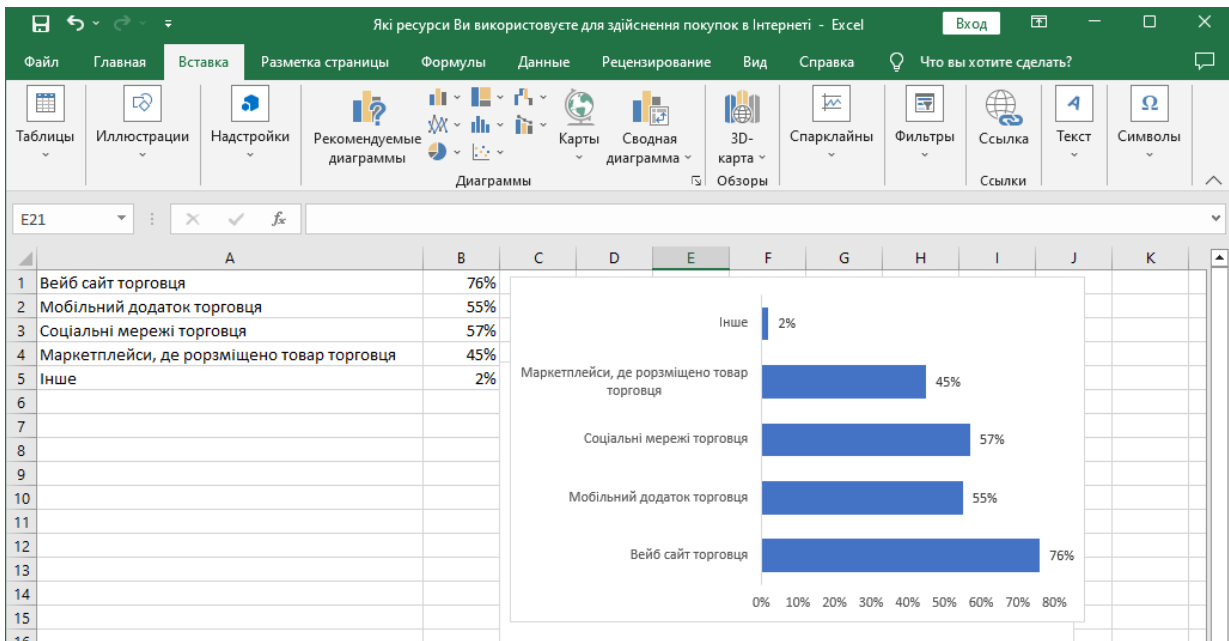 Які ресурси Ви використовуєте для здійснення покупок в Інтернеті - Excel
Вход
Файл Главная Вставка Разметка страницы Формулы Данные Рецензирование Вид Справка Что вы хотите сделать?
Таблицы
Иллюстрации
Надстройки
Рекомендуемые
диаграммы
Карты
Сводная
диаграмма
3D-
карта
Спарклайны
Фильтры
Ссылка
Текст
Символы
Диаграммы
Обзоры
Ссылки
E21
fx
A B C D E F G H I J K
1 Вейб сайт торговця 76%
2 Мобільний додаток торговця 55%
3 Соціальні мережі торговця 57%
4 Маркетплейси, де рорзміщено товар торговця 45%
5 Інше 2%
6
7
8
9
10
11
12
13
14
15
16
Інше 2%
Маркетплейси, де рорзміщено товар
торговця 45%
Соціальні мережі торговця 57%
Мобільний додаток торговця 55%
Вейб сайт торговця 76%
0% 10% 20% 30% 40% 50% 60% 70% 80%